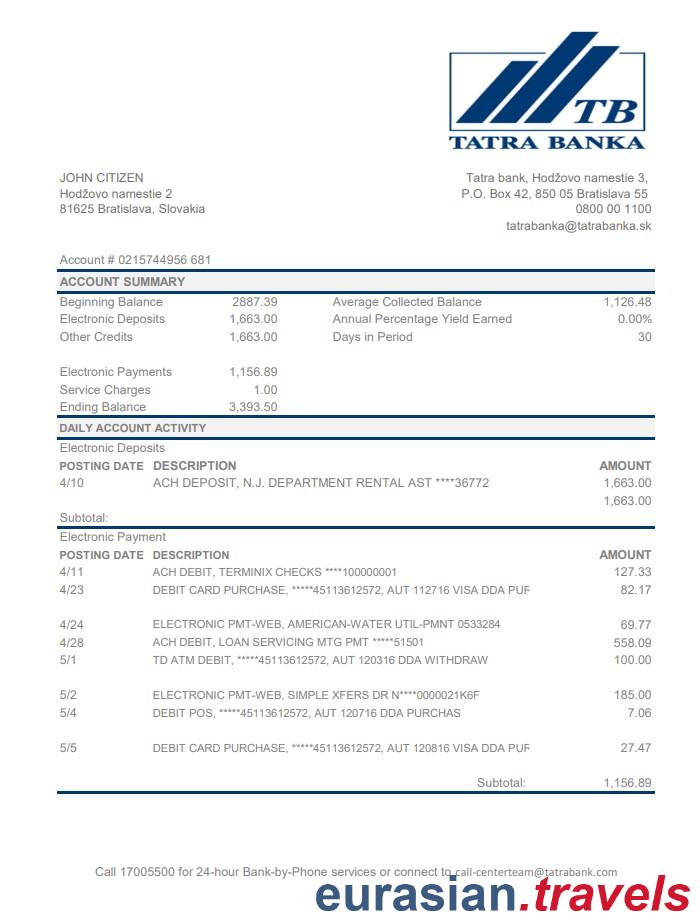 TB
TATRA BANKA
JOHN CITIZEN
Hodžovo namestie 2
81625 Bratislava, Slovakia
Tatra bank, Hodžovo namestie 3,
P.O. Box 42, 850 05 Bratislava 55
0800 00 1100
tatrabanka@tatrabanka.sk
Account # 0215744956 681
ACCOUNT SUMMARY
Beginning Balance 2887.39 Average Collected Balance 1,126.48
Electronic Deposits 1,663.00 Annual Percentage Yield Earned 0.00%
Other Credits 1,663.00 Days in Period 30
Electronic Payments 1,156.89
Service Charges 1.00
Ending Balance 3,393.50
DAILY ACCOUNT ACTIVITY
Electronic Deposits
POSTING DATE DESCRIPTION AMOUNT
4/10 ACH DEPOSIT, N.J. DEPARTMENT RENTAL AST ****36772 1,663.00
1,663.00
Subtotal:
Electronic Payment
POSTING DATE DESCRIPTION AMOUNT
4/11 ACH DEBIT, TERMINIX CHECKS ****100000001 127.33
4/23 DEBIT CARD PURCHASE, *****45113612572, AUT 112716 VISA DDA PUR 82.17
4/24 ELECTRONIC PMT-WEB, AMERICAN-WATER UTIL-PMNT 0533284 69.77
4/28 ACH DEBIT, LOAN SERVICING MTG PMT *****51501 558.09
5/1 TD ATM DEBIT, *****45113612572, AUT 120316 DDA WITHDRAW 100.00
5/2 ELECTRONIC PMT-WEB, SIMPLE XFERS DR N****0000021K6F 185.00
5/4 DEBIT POS, *****45113612572, AUT 120716 DDA PURCHAS 7.06
5/5 DEBIT CARD PURCHASE, *****45113612572, AUT 120816 VISA DDA PUR 27.47
Subtotal: 1,156.89
Call 17005500 for 24-hour Bank-by-Phone services or connect to call-centerteam@tatrabank.com
eurasian.travels